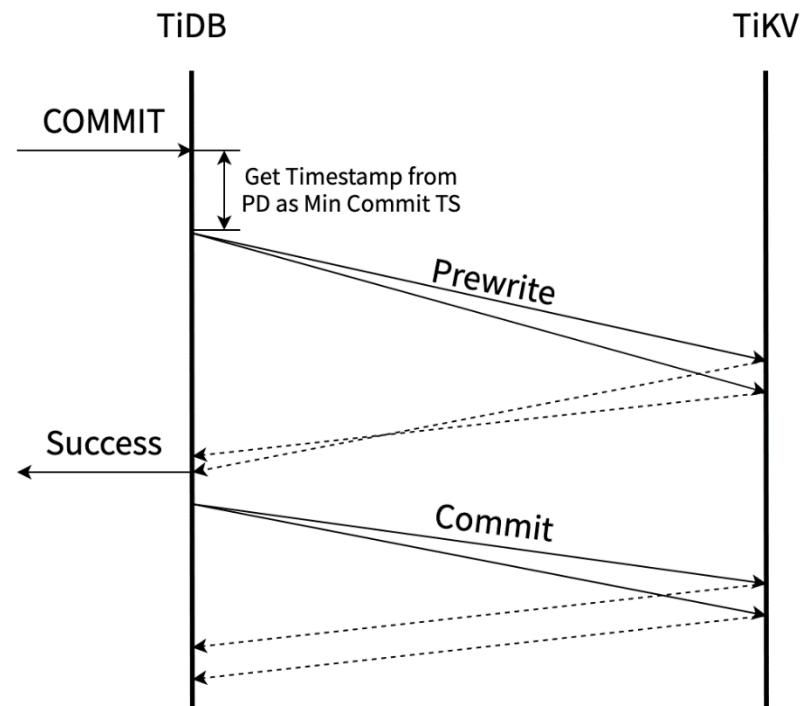 TiDB
TiKV
COMMIT
Get Timestamp from
PD as Min Commit TS
Prewrite
Success
Commit